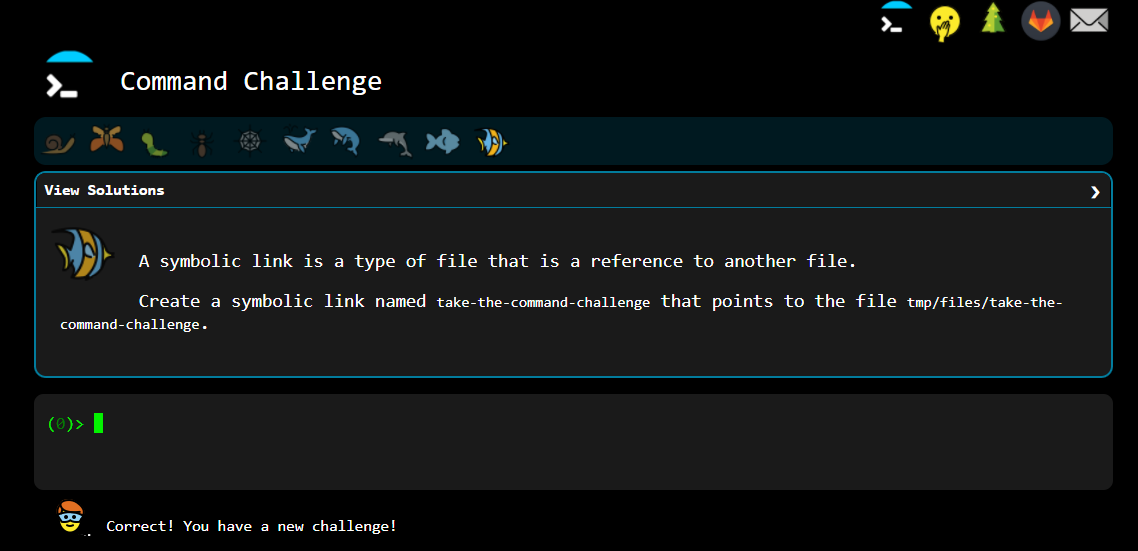 Command Challenge
View Solutions
A symbolic link is a type of file that is a reference to another file.
Create a symbolic link named take-the-command-challenge that points to the file tmp/files/take-the-
command-challenge.
(0)>
Correct! You have a new challenge!